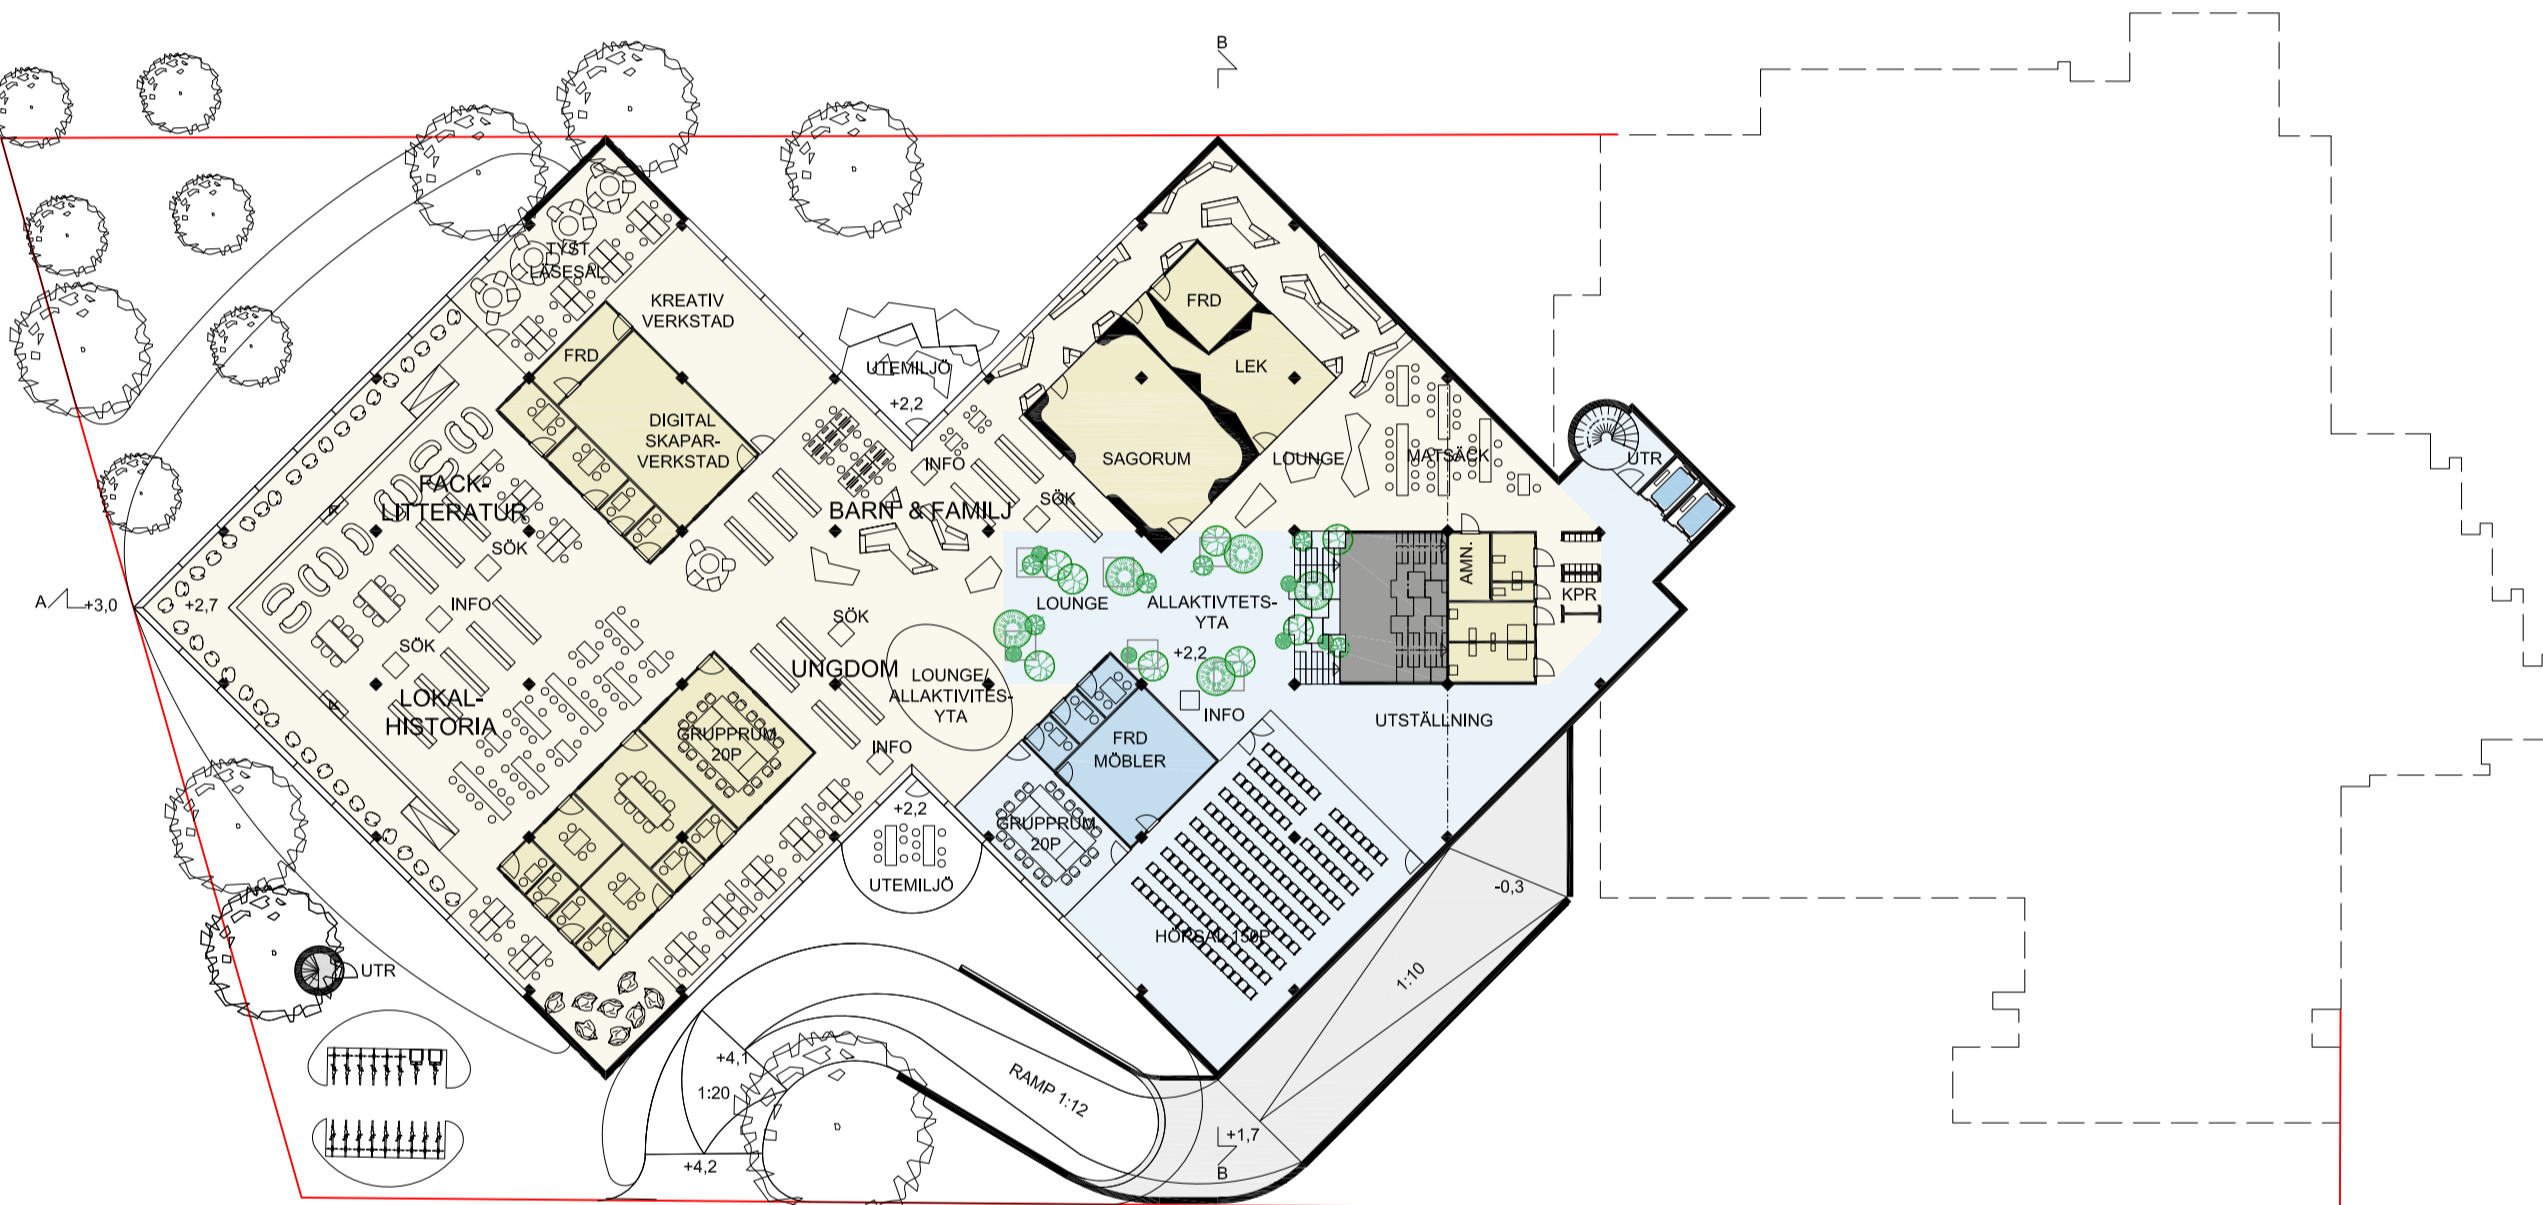 B
TYST
LÄSESAL
KREATIV
VERKSTAD
FRD
DIGITAL
SKAPAR-
VERKSTAD
UTEMILJÖ
+2,2
FRD
LEK
SAGORUM
LOUNGE
MATSÄCK
UTR
FACK-
LITTERATUR
SÖK
INFO
SÖK
BARN & FAMILJ
INFO
SÖK
A
+3,0
+2,7
LOKAL-
HISTORIA
SÖK
UNGDOM
LOUNGE/
ALLAKTIVITES-
YTA
INFO
LOUNGE
ALLAKTIVTETS-
YTA
+2,2
INFO
AMN.
KPR
UTSTÄLLNING
GRUPPRUM
20P
FRD
MÖBLER
GRUPPRUM
20P
+2,2
UTEMILJÖ
HÖRSAL 150P
-0,3
1:10
UTR
+4,1
1:20
+4,2
RAMP 1:12
+1,7
B